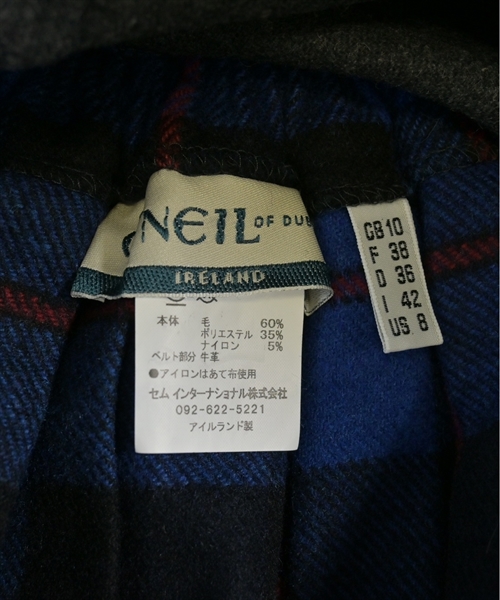 NEIL OF DU
IRELAND
本体 毛 60%
ポリエステル 35%
ナイロン 5%
ベルト部分 牛革
●アイロンはあて布使用
セム インターナショナル株式会社
092-622-5221
アイルランド製
GB 10
F 38
D 36
I 42
US 8